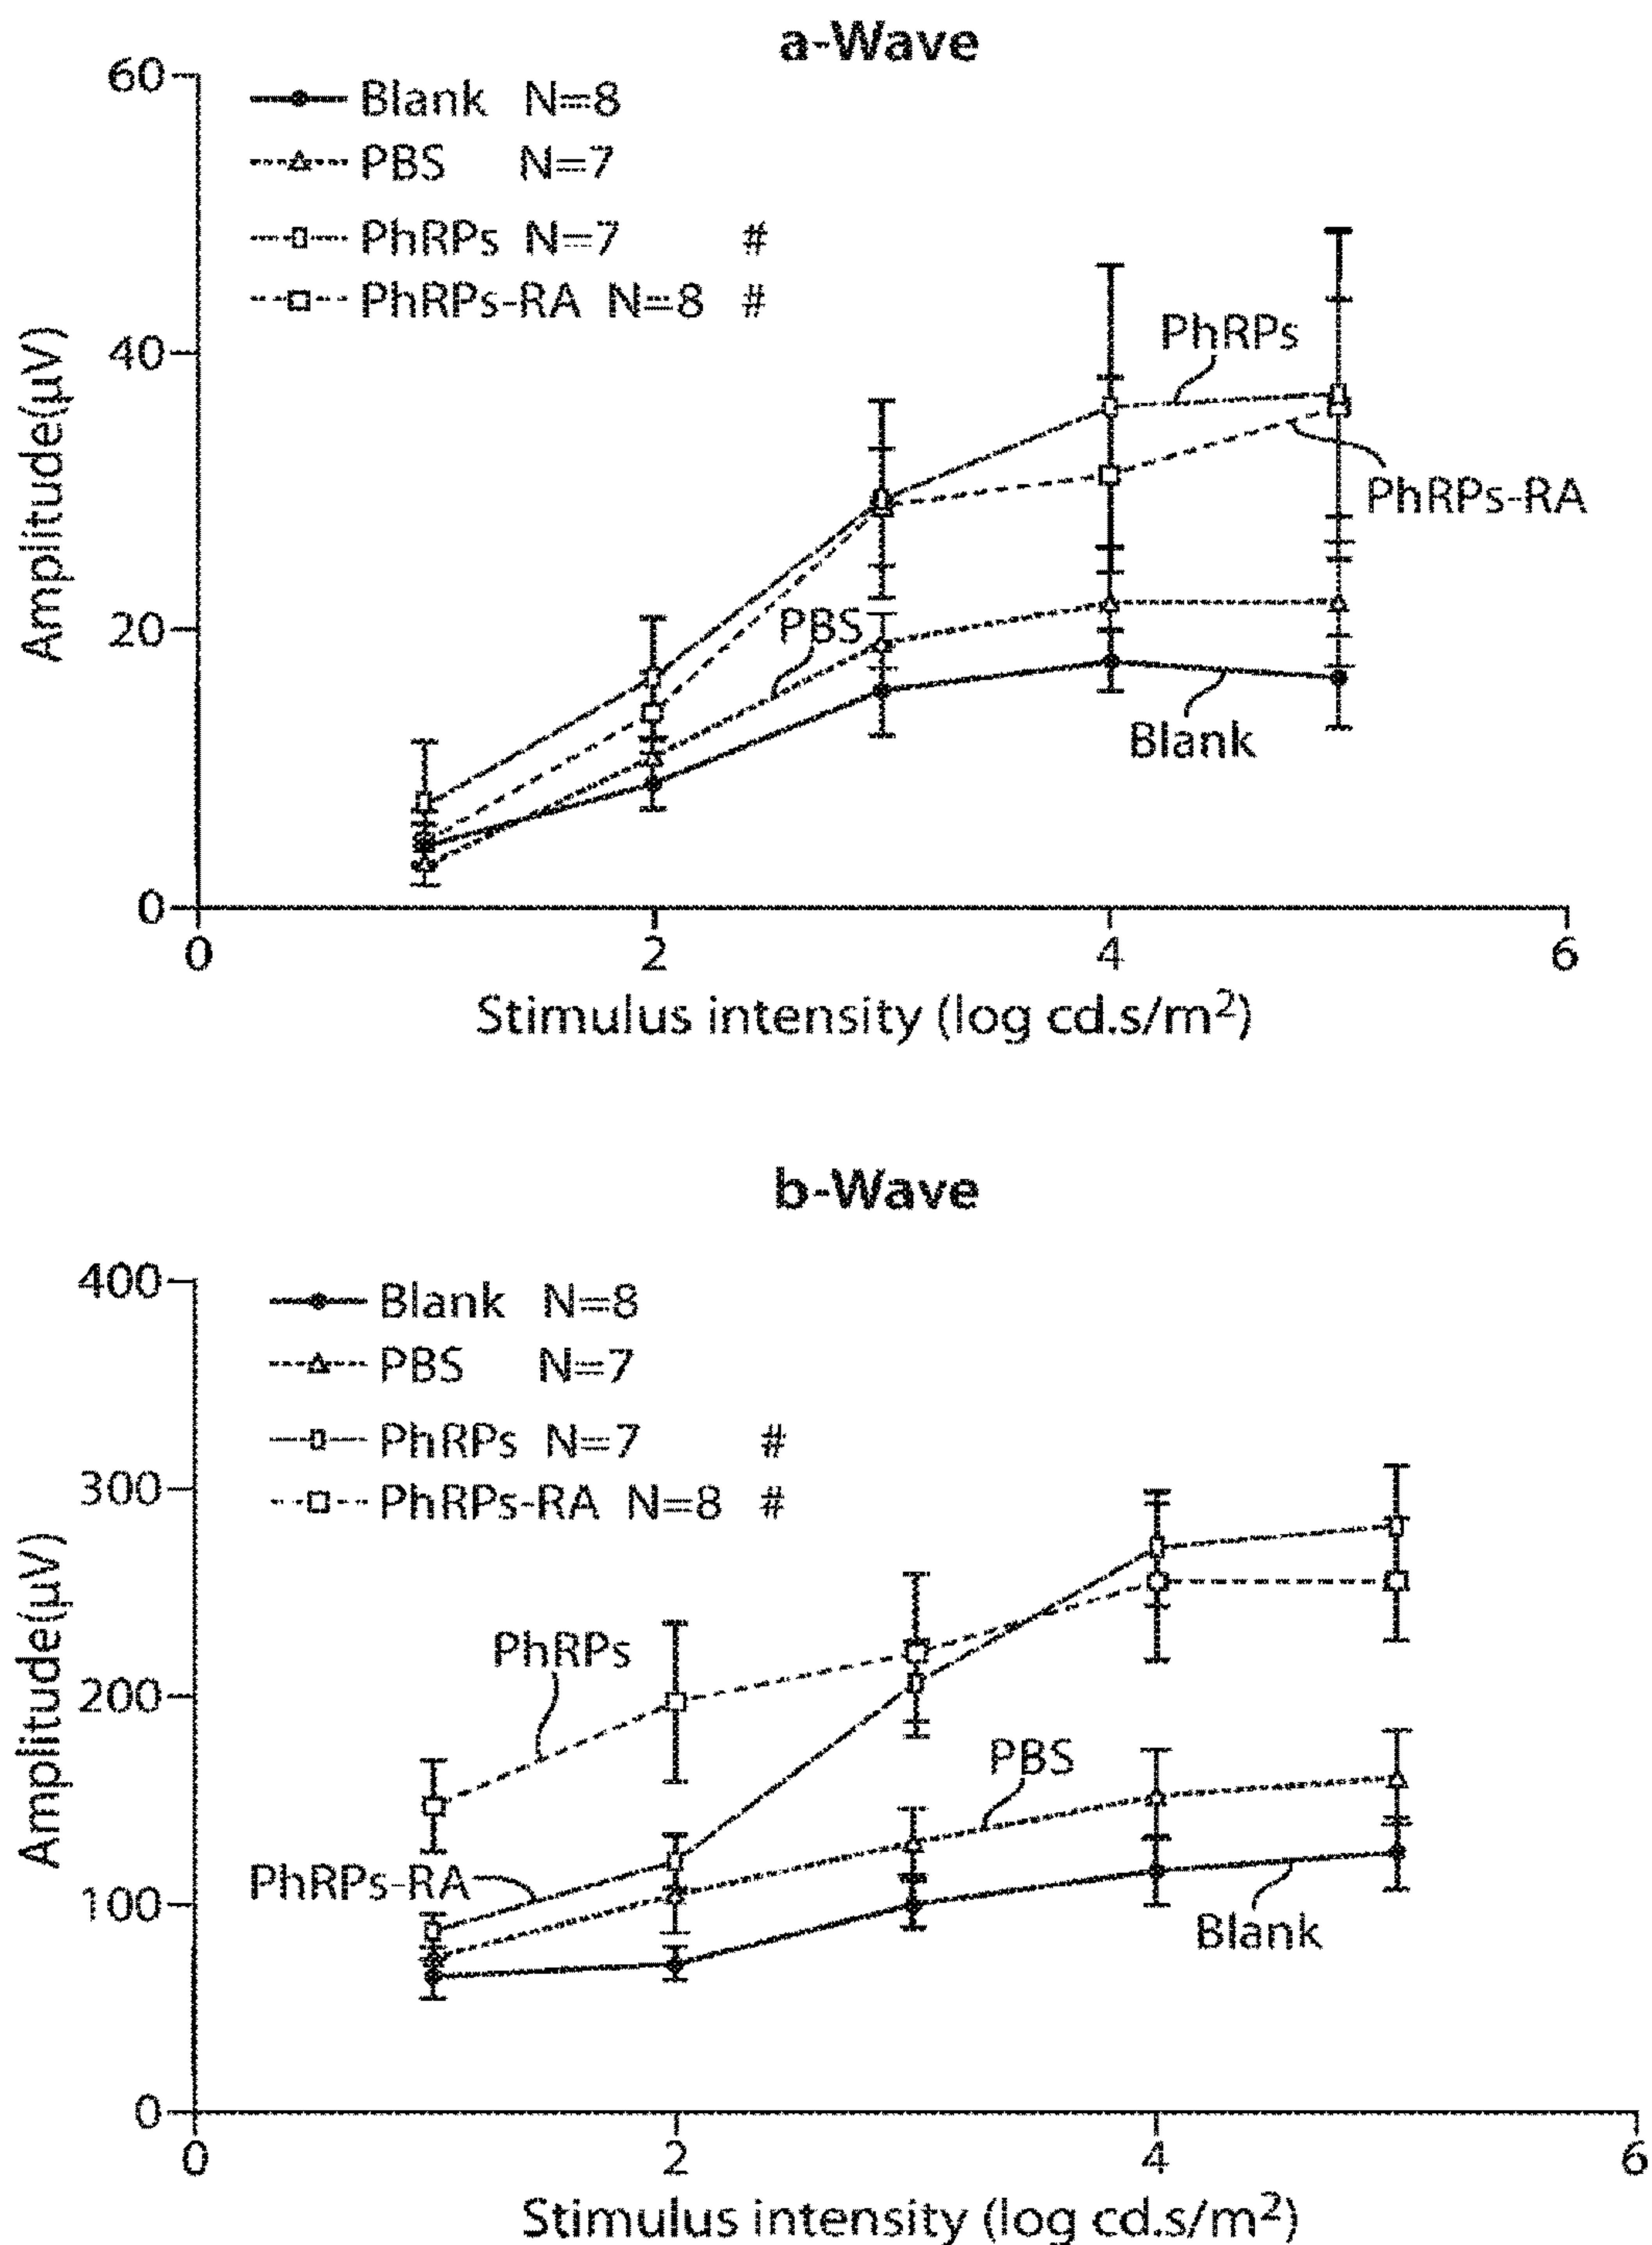 a-Wave
60
Blank N=8
PBS N=7
PhRPs N=7 #
PhRPs-RA N=8 #
PhRPs
40
PhRPs-RA
Amplitude(μV)
PBS
20
Blank
0
0 2 4 6
Stimulus intensity (log cd.s/m²)
b-Wave
400
Blank N=8
PBS N=7
PhRPs N=7 #
300
PhRPs-RA N=8 #
PhRPs
Amplitude(μV)
200
PBS
PhRPs-RA
100
Blank
0
0 2 4 6
Stimulus intensity (log cd.s/m²)